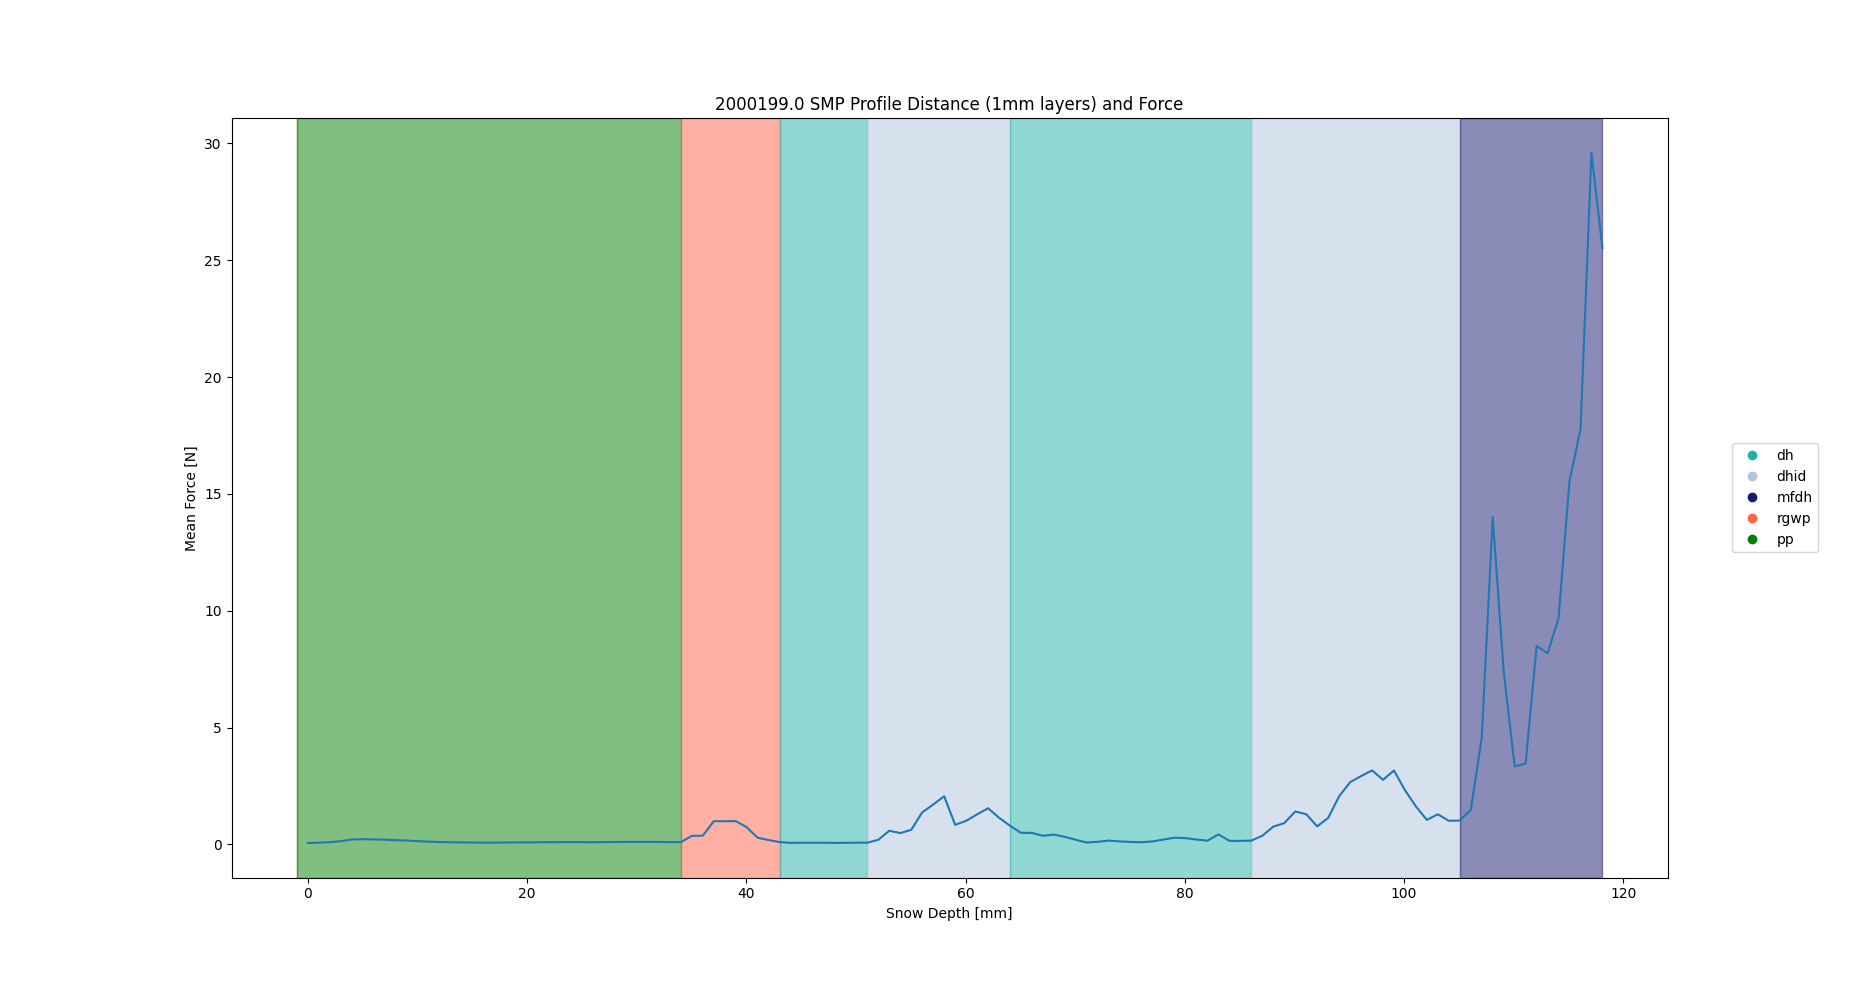 2000199.0 SMP Profile Distance (1mm layers) and Force
30
25
20
15
10
5
0
Mean Force [N]
0 20 40 60 80 100 120
Snow Depth [mm]
dh
dhid
mfdh
rgwp
pp